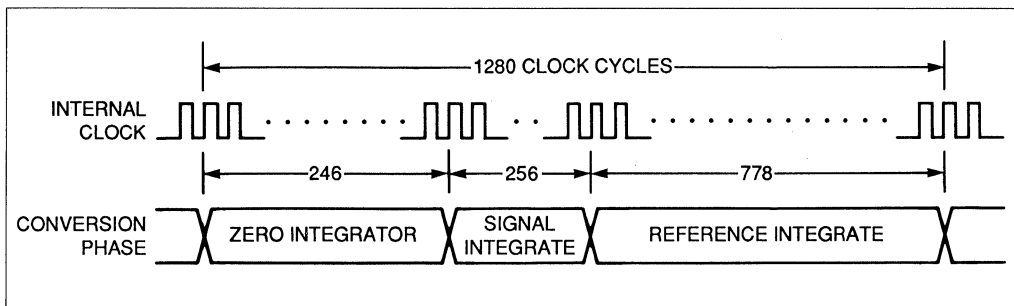 1280 CLOCK CYCLES
INTERNAL
CLOCK
246
256
778
CONVERSION
PHASE
ZERO INTEGRATOR
SIGNAL
INTEGRATE
REFERENCE INTEGRATE